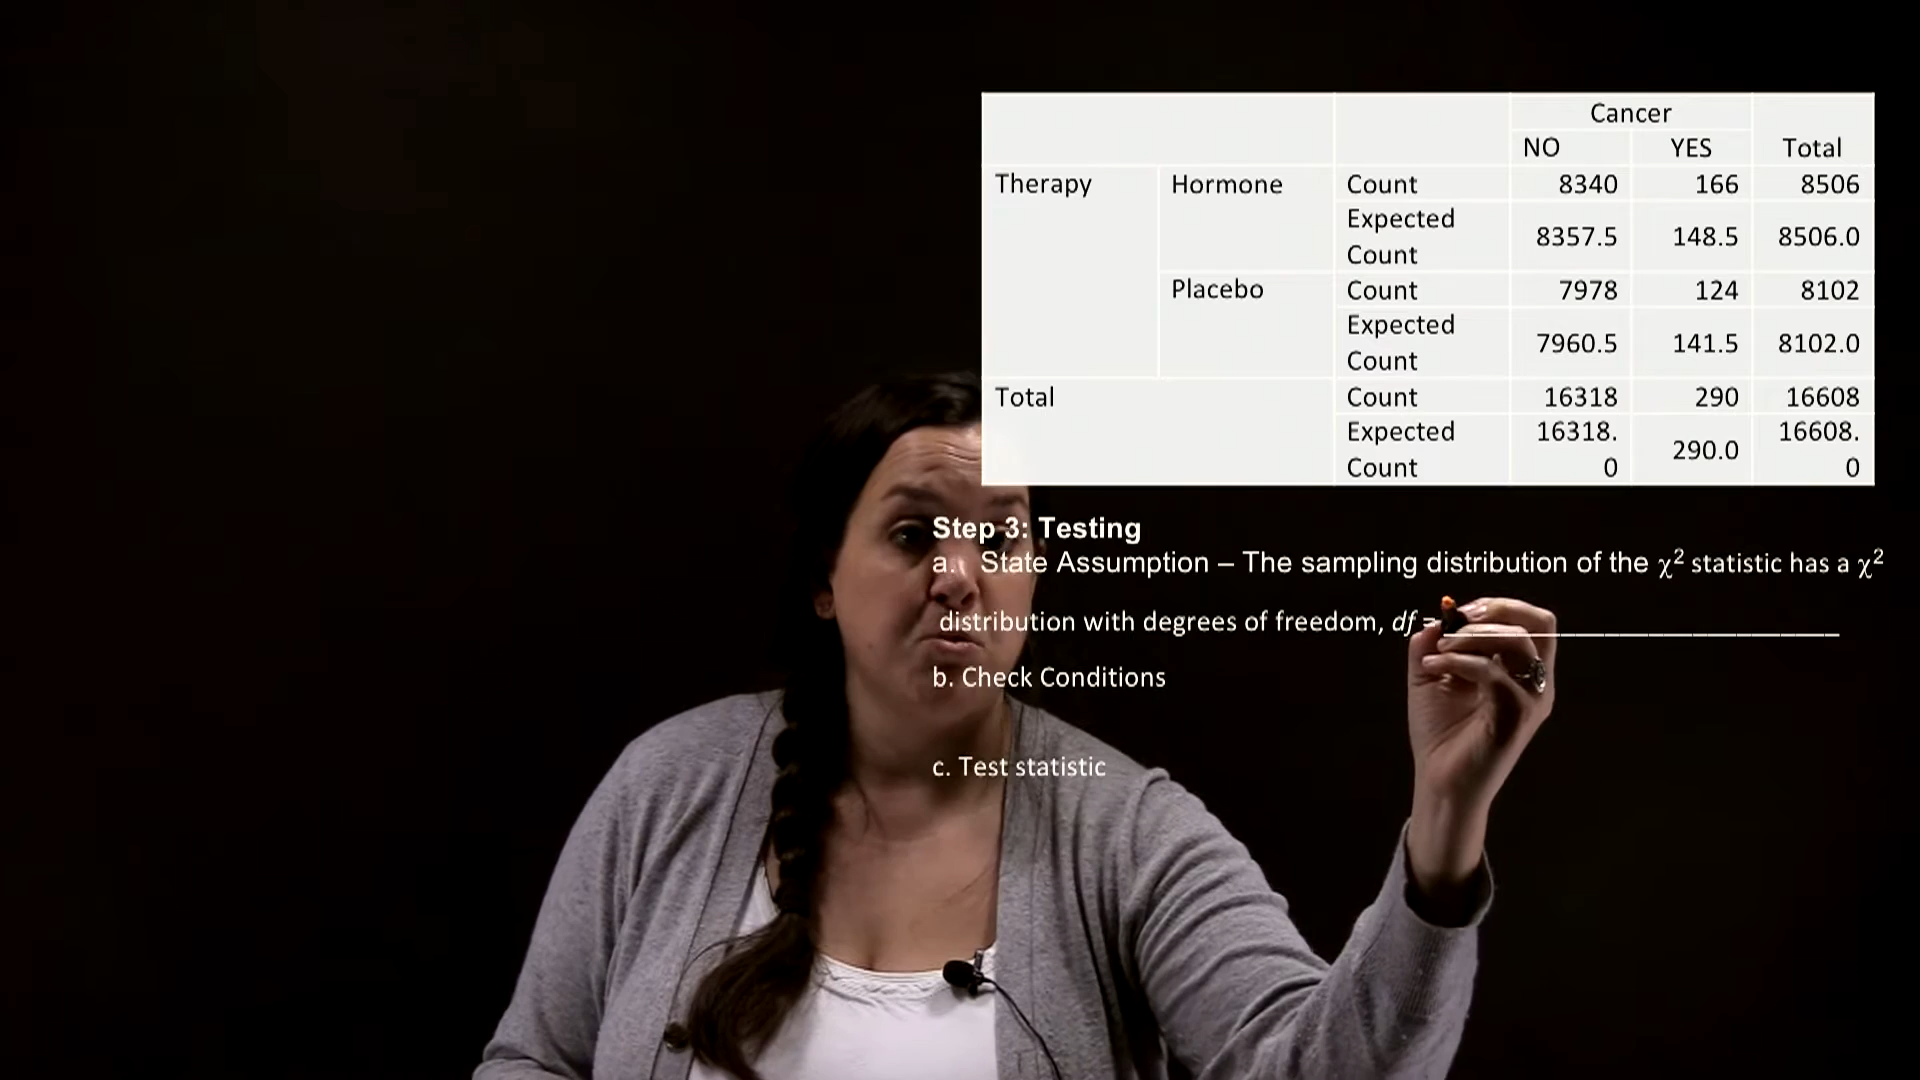 Cancer
NO YES Total
Therapy Hormone Count 8340 166 8506
Expected
Count 8357.5 148.5 8506.0
Placebo Count 7978 124 8102
Expected
Count 7960.5 141.5 8102.0
Total Count 16318 290 16608
Expected
Count 16318.0 290.0 16608.0
Step 3: Testing
a. State Assumption – The sampling distribution of the χ² statistic has a χ²
distribution with degrees of freedom, df = ______________________________
b. Check Conditions
c. Test statistic